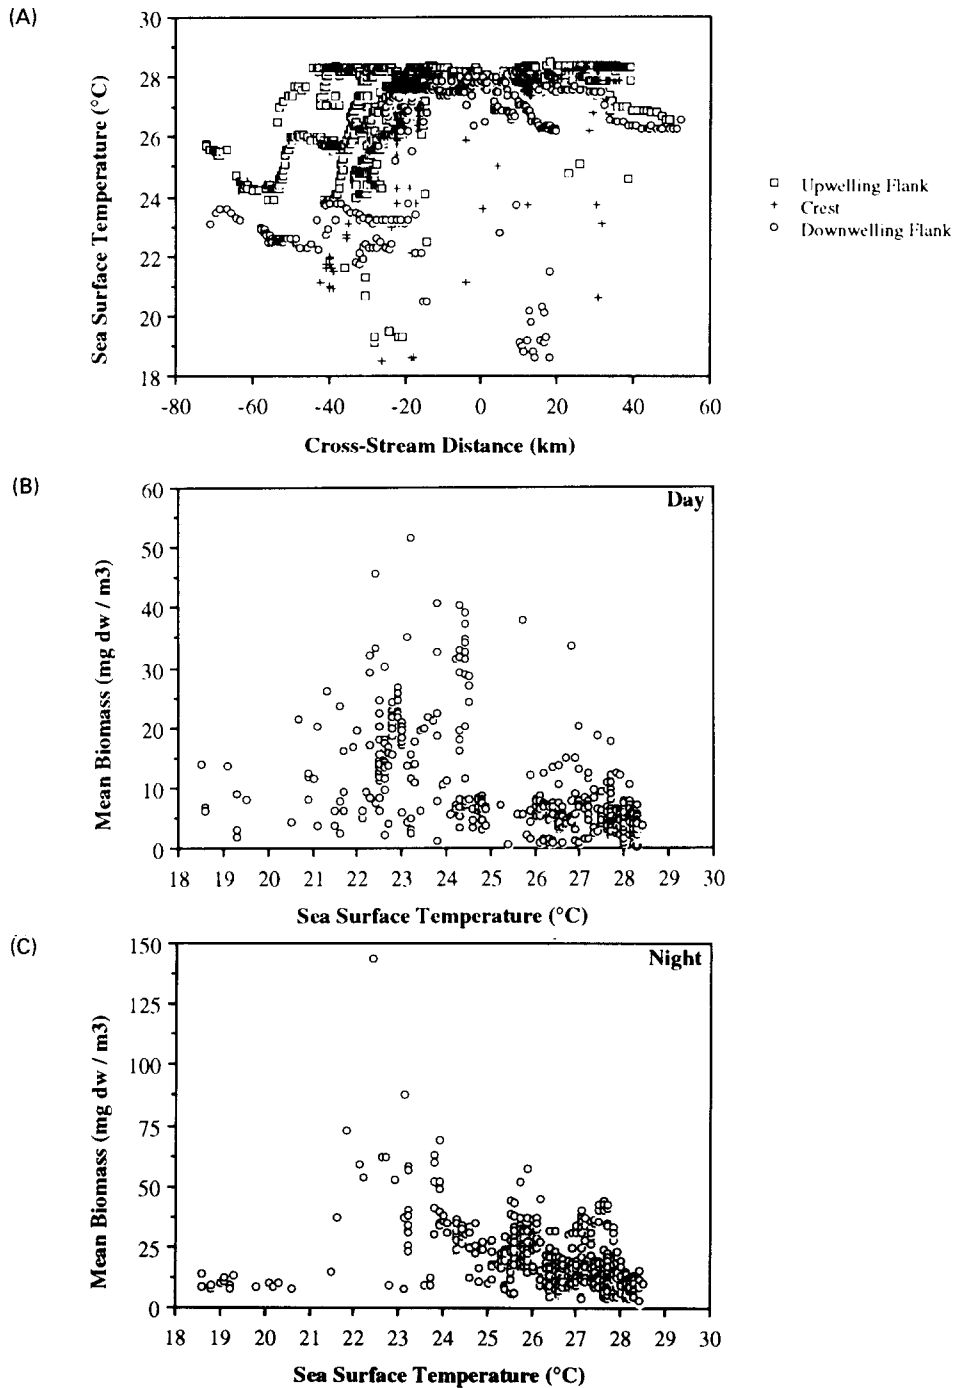 (A)
30
28
26
24
22
20
18
Sea Surface Temperature (°C)
-80 -60 -40 -20 0 20 40 60
Cross-Stream Distance (km)
Upwelling Flank
Crest
Downwelling Flank
(B)
Day
60
50
40
30
20
10
0
Mean Biomass (mg dw / m3)
18 19 20 21 22 23 24 25 26 27 28 29 30
Sea Surface Temperature (°C)
(C)
Night
150
125
100
75
50
25
0
Mean Biomass (mg dw / m3)
18 19 20 21 22 23 24 25 26 27 28 29 30
Sea Surface Temperature (°C)